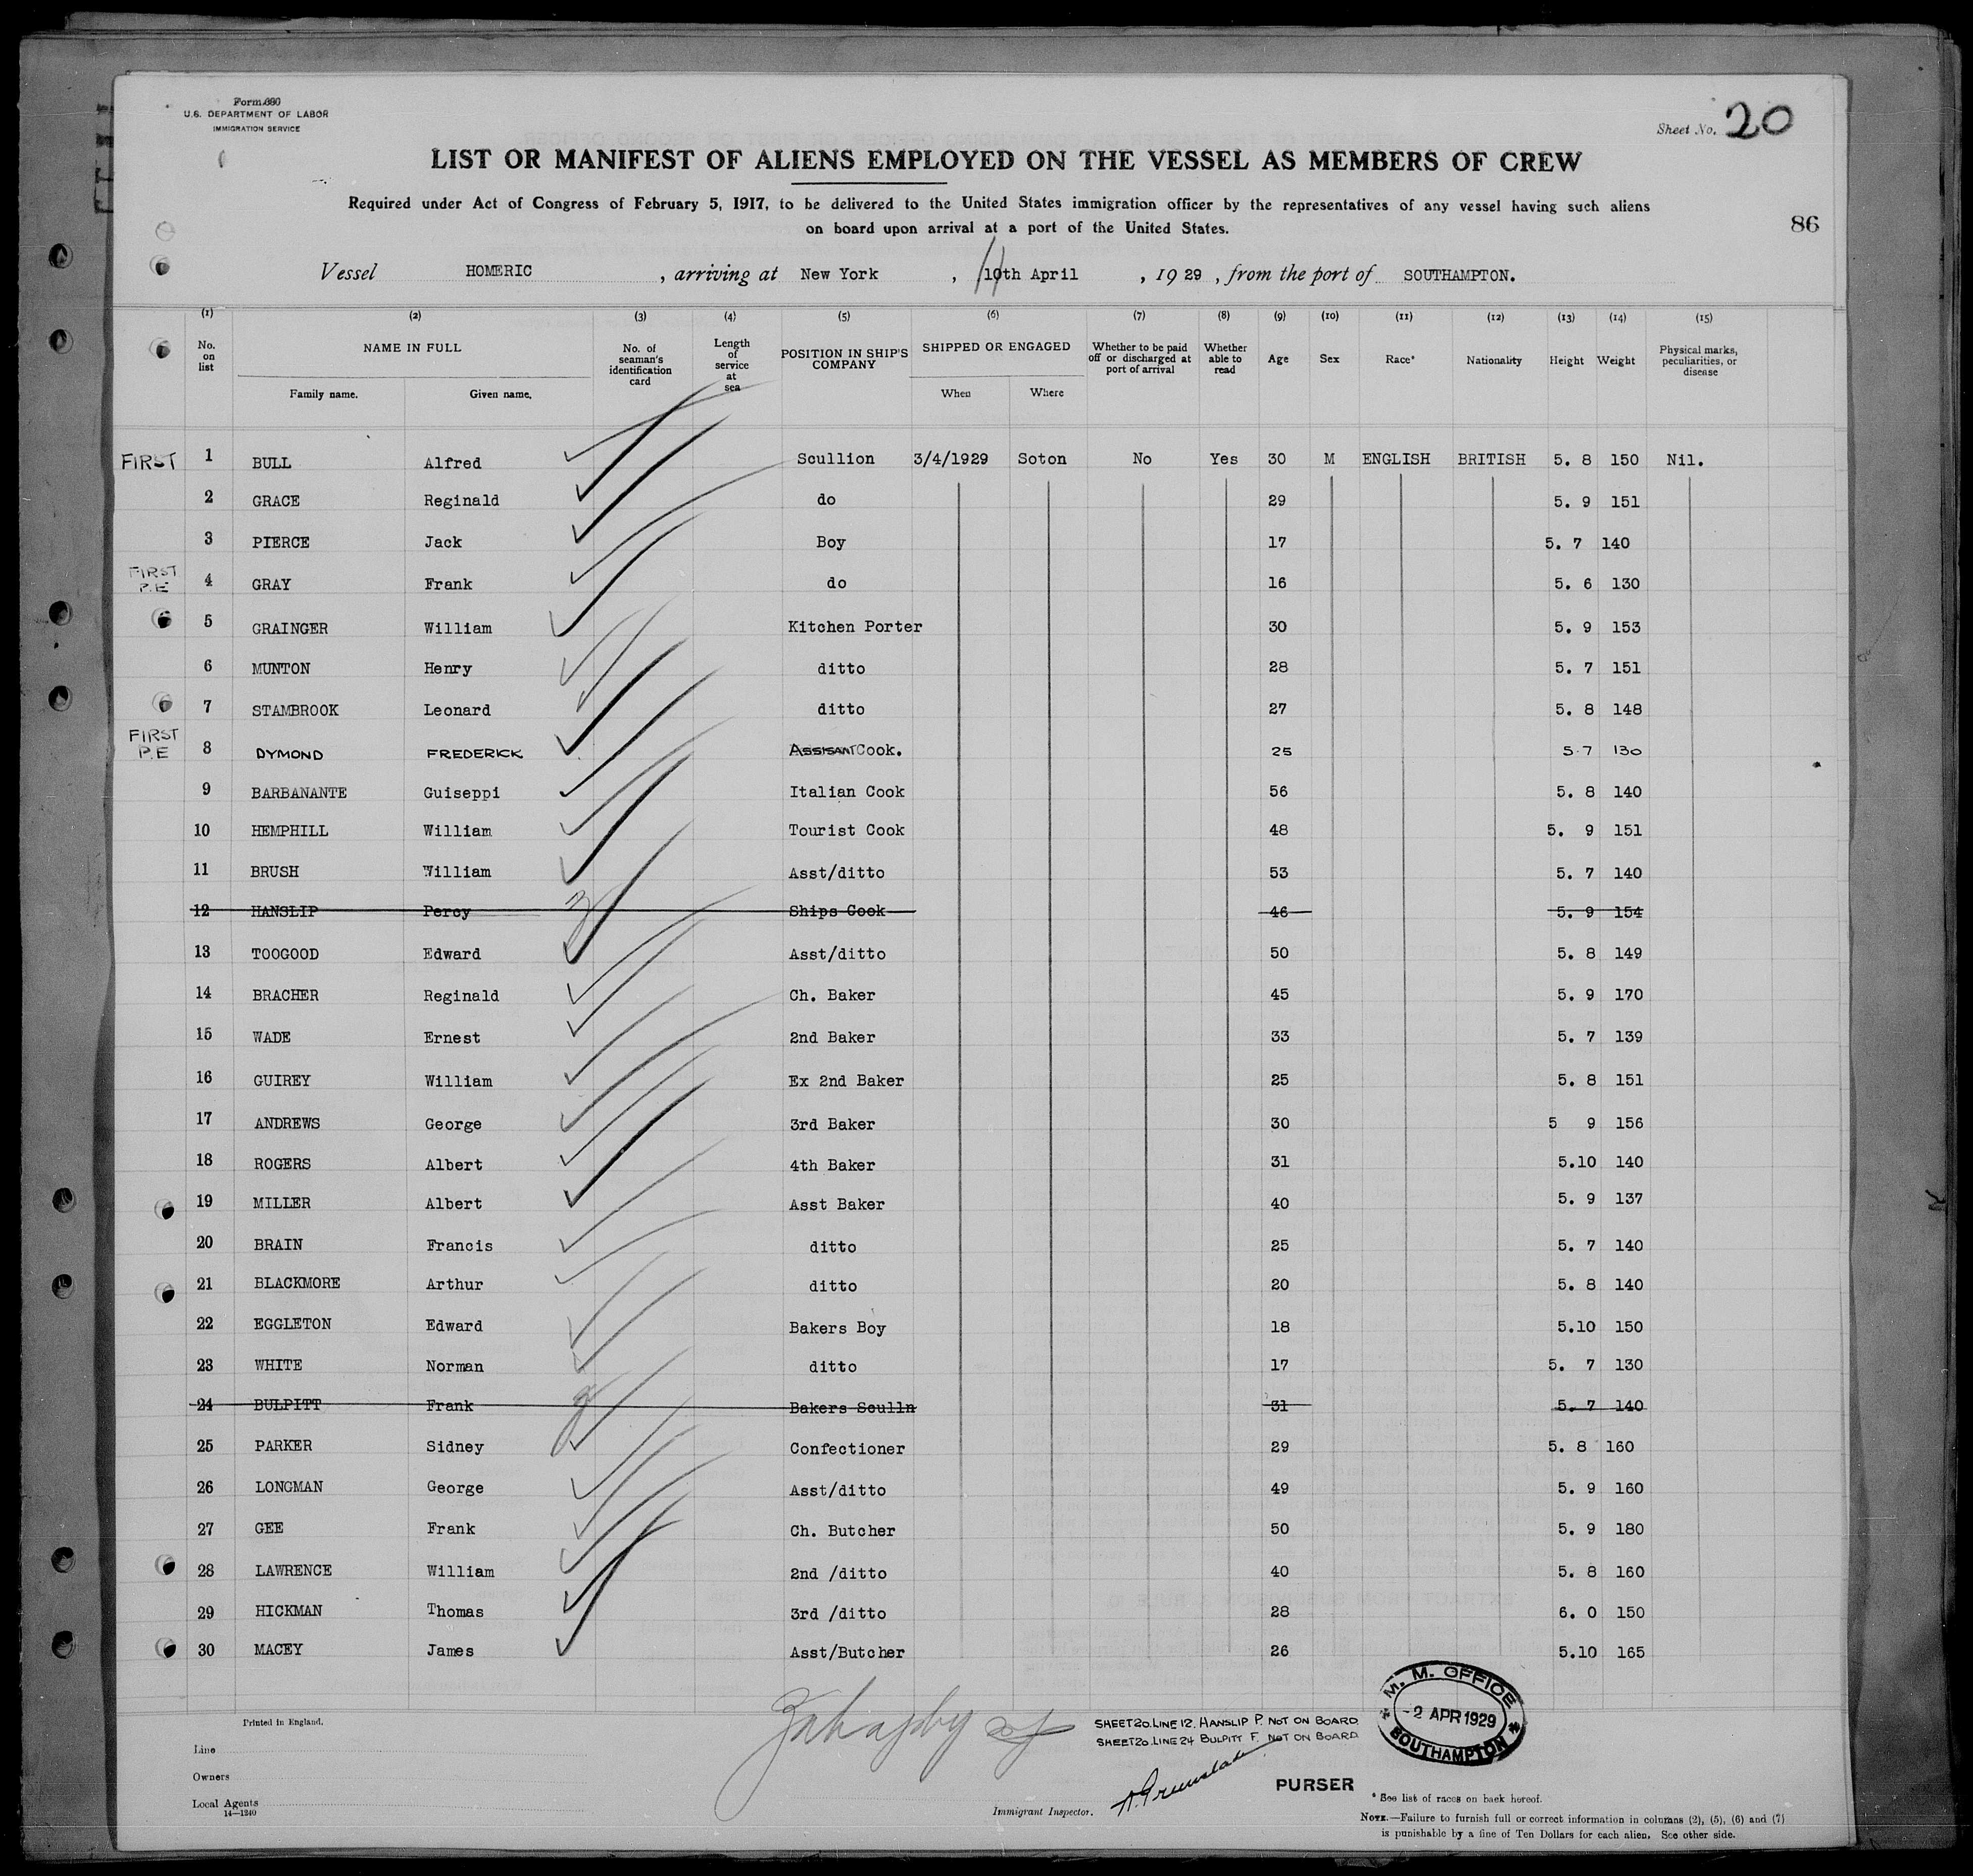 Form 680
U.S. DEPARTMENT OF LABOR
IMMIGRATION SERVICE
Sheet No. 20
LIST OR MANIFEST OF ALIENS EMPLOYED ON THE VESSEL AS MEMBERS OF CREW
Required under Act of Congress of February 5, 1917, to be delivered to the United States immigration officer by the representatives of any vessel having such aliens
on board upon arrival at a port of the United States.
86
Vessel HOMERIC , arriving at New York , 10th April , 1929 , from the port of SOUTHAMPTON.
(1) (2) (3) (4) (5) (6) (7) (8) (9) (10) (11) (12) (13) (14) (15)
No. on list NAME IN FULL Family name. Given name. No. of seaman's identification card Length of service at sea POSITION IN SHIP'S COMPANY SHIPPED OR ENGAGED When Where Whether to be paid off or discharged at port of arrival Whether able to read Age Sex Race* Nationality Height Weight Physical marks, peculiarities, or disease
FIRST 1 BULL Alfred Scullion 3/4/1929 Soton No Yes 30 M ENGLISH BRITISH 5. 8 150 Nil.
2 GRACE Reginald do 29 5. 9 151
3 PIERCE Jack Boy 17 5. 7 140
FIRST P.E 4 GRAY Frank do 16 5. 6 130
5 GRAINGER William Kitchen Porter 30 5. 9 153
6 MUNTON Henry ditto 28 5. 7 151
7 STAMBROOK Leonard ditto 27 5. 8 148
FIRST P.E 8 DYMOND FREDERICK ASSISANT Cook. 25 5.7 130
9 BARBANANTE Guiseppi Italian Cook 56 5. 8 140
10 HEMPHILL William Tourist Cook 48 5. 9 151
11 BRUSH William Asst/ditto 53 5. 7 140
12 HANSLIP Percy Ships Cook 46 5. 9 154
13 TOOGOOD Edward Asst/ditto 50 5. 8 149
14 BRACHER Reginald Ch. Baker 45 5. 9 170
15 WADE Ernest 2nd Baker 33 5. 7 139
16 GUIREY William Ex 2nd Baker 25 5. 8 151
17 ANDREWS George 3rd Baker 30 5 9 156
18 ROGERS Albert 4th Baker 31 5.10 140
19 MILLER Albert Asst Baker 40 5. 9 137
20 BRAIN Francis ditto 25 5. 7 140
21 BLACKMORE Arthur ditto 20 5. 8 140
22 EGGLETON Edward Bakers Boy 18 5.10 150
23 WHITE Norman ditto 17 5. 7 130
24 BULPITT Frank Bakers Sculln 31 5. 7 140
25 PARKER Sidney Confectioner 29 5. 8 160
26 LONGMAN George Asst/ditto 49 5. 9 160
27 GEE Frank Ch. Butcher 50 5. 9 180
28 LAWRENCE William 2nd /ditto 40 5. 8 160
29 HICKMAN Thomas 3rd /ditto 28 6. 0 150
30 MACEY James Asst/Butcher 26 5.10 165
Printed in England.
SHEET 20. LINE 12. HANSLIP P. NOT ON BOARD.
SHEET 20. LINE 24 BULPITT F. NOT ON BOARD
M. M. OFFICE
-2 APR 1929
SOUTHAMPTON
Line
Owners
Local Agents
14—1240
Immigrant Inspector.
PURSER
* See list of races on back hereof.
NOTE.—Failure to furnish full or correct information in columns (2), (5), (6) and (7)
is punishable by a fine of Ten Dollars for each alien. See other side.